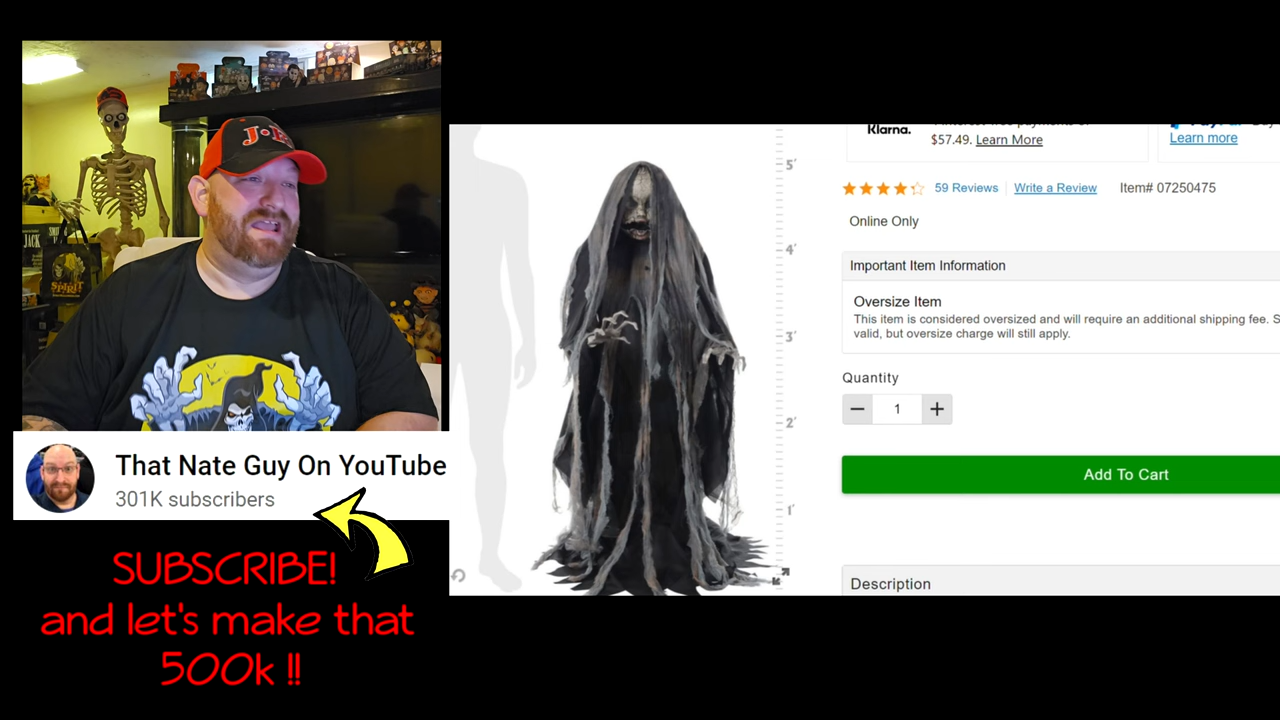 J
JACK
Spirit
That Nate Guy On YouTube
301K subscribers
SUBSCRIBE!
and let's make that
500k !!
5'
4'
3'
2'
1'
Klarna.
$57.49. Learn More
Learn more
59 Reviews
Write a Review
Item# 07250475
Online Only
Important Item Information
Oversize Item
This item is considered oversized and will require an additional shipping fee. S
valid, but oversize charge will still apply.
Quantity
1
Add To Cart
Description